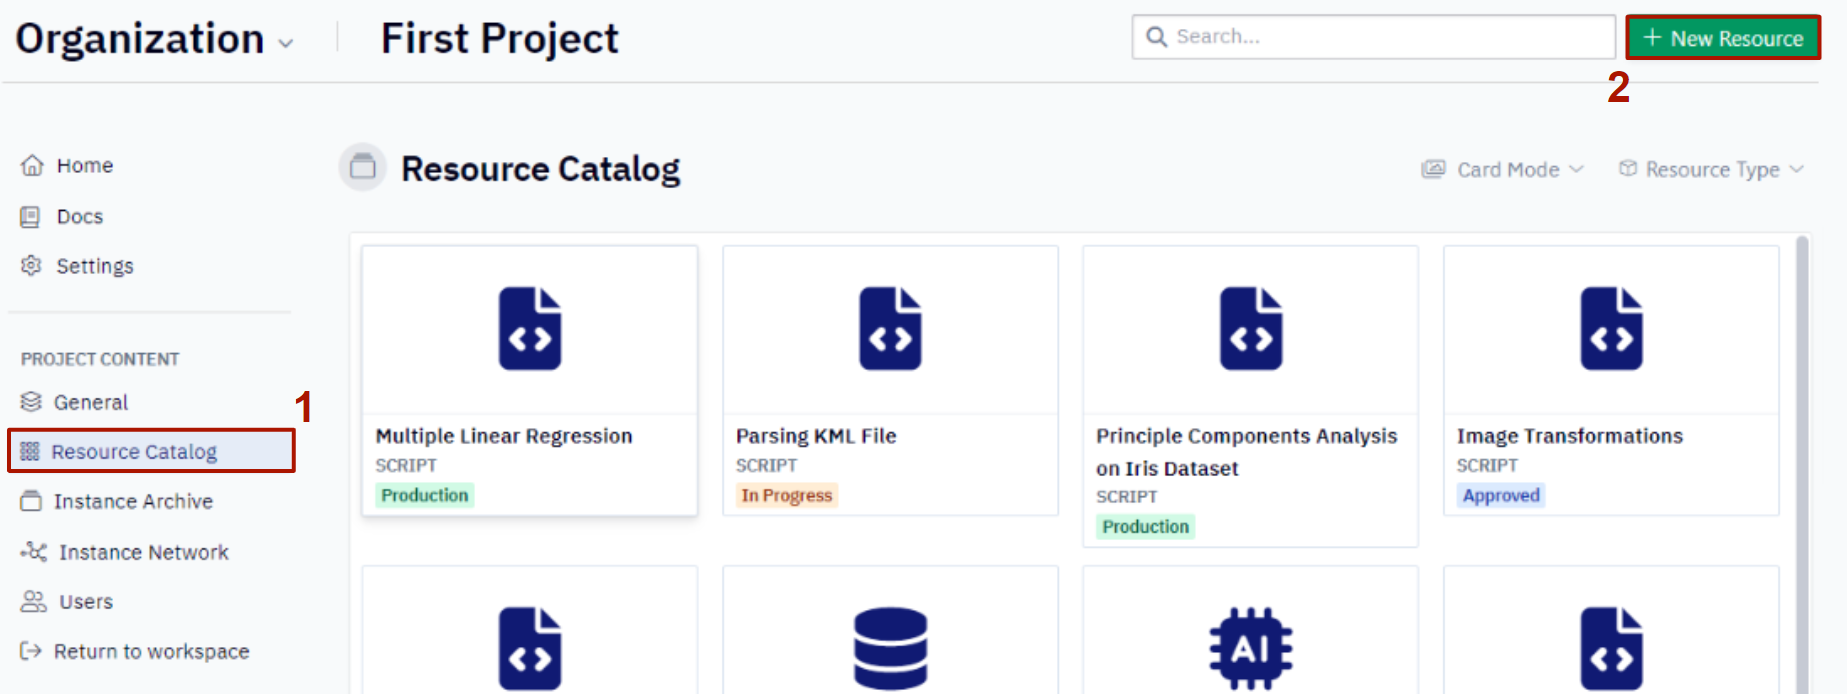 Organization
First Project
Search...
+ New Resource
2
Home
Docs
Settings
Resource Catalog
Card Mode
Resource Type
PROJECT CONTENT
General
1
Resource Catalog
Instance Archive
Instance Network
Users
Return to workspace
Multiple Linear Regression
SCRIPT
Production
Parsing KML File
SCRIPT
In Progress
Principle Components Analysis
on Iris Dataset
SCRIPT
Production
Image Transformations
SCRIPT
Approved
AI